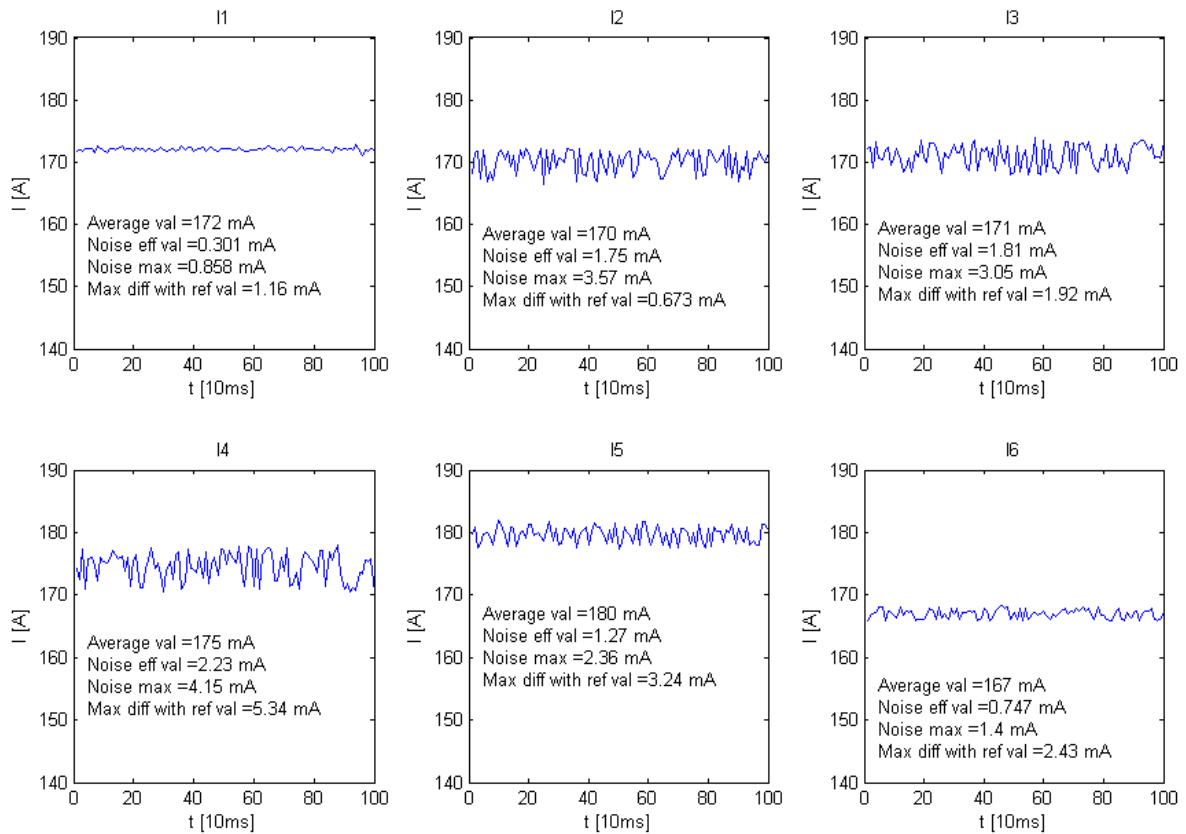 I1
190
180
170
160
150
140
I [A]
Average val =172 mA
Noise eff val=0.301 mA
Noise max =0.858 mA
Max diff with ref val =1.16 mA
0 20 40 60 80 100
t [10ms]
I2
190
180
170
160
150
140
I [A]
Average val =170 mA
Noise eff val =1.75 mA
Noise max =3.57 mA
Max diff with ref val =0.673 mA
0 20 40 60 80 100
t [10ms]
I3
190
180
170
160
150
140
I [A]
Average val =171 mA
Noise eff val =1.81 mA
Noise max =3.05 mA
Max diff with ref val =1.92 mA
0 20 40 60 80 100
t [10ms]
I4
190
180
170
160
150
140
I [A]
Average val =175 mA
Noise eff val =2.23 mA
Noise max =4.15 mA
Max diff with ref val =5.34 mA
0 20 40 60 80 100
t [10ms]
I5
190
180
170
160
150
140
I [A]
Average val =180 mA
Noise eff val =1.27 mA
Noise max =2.36 mA
Max diff with ref val =3.24 mA
0 20 40 60 80 100
t [10ms]
I6
190
180
170
160
150
140
I [A]
Average val =167 mA
Noise eff val=0.747 mA
Noise max =1.4 mA
Max diff with ref val =2.43 mA
0 20 40 60 80 100
t [10ms]